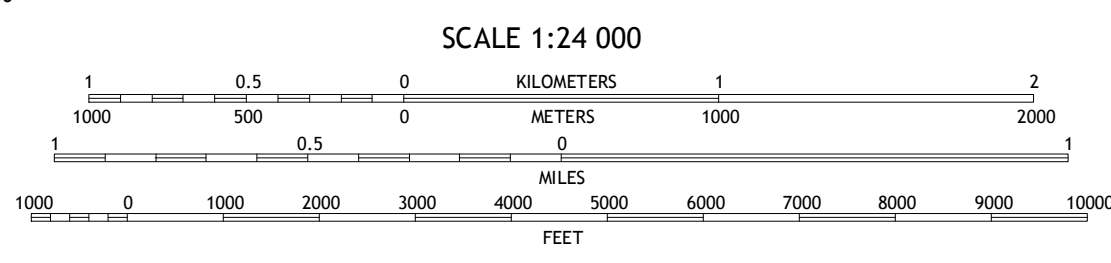 SCALE 1:24 000
1 0.5 0 KILOMETERS 1 2
1000 500 0 METERS 1000 2000
1 0.5 0 1
MILES
1000 0 1000 2000 3000 4000 5000 6000 7000 8000 9000 10000
FEET